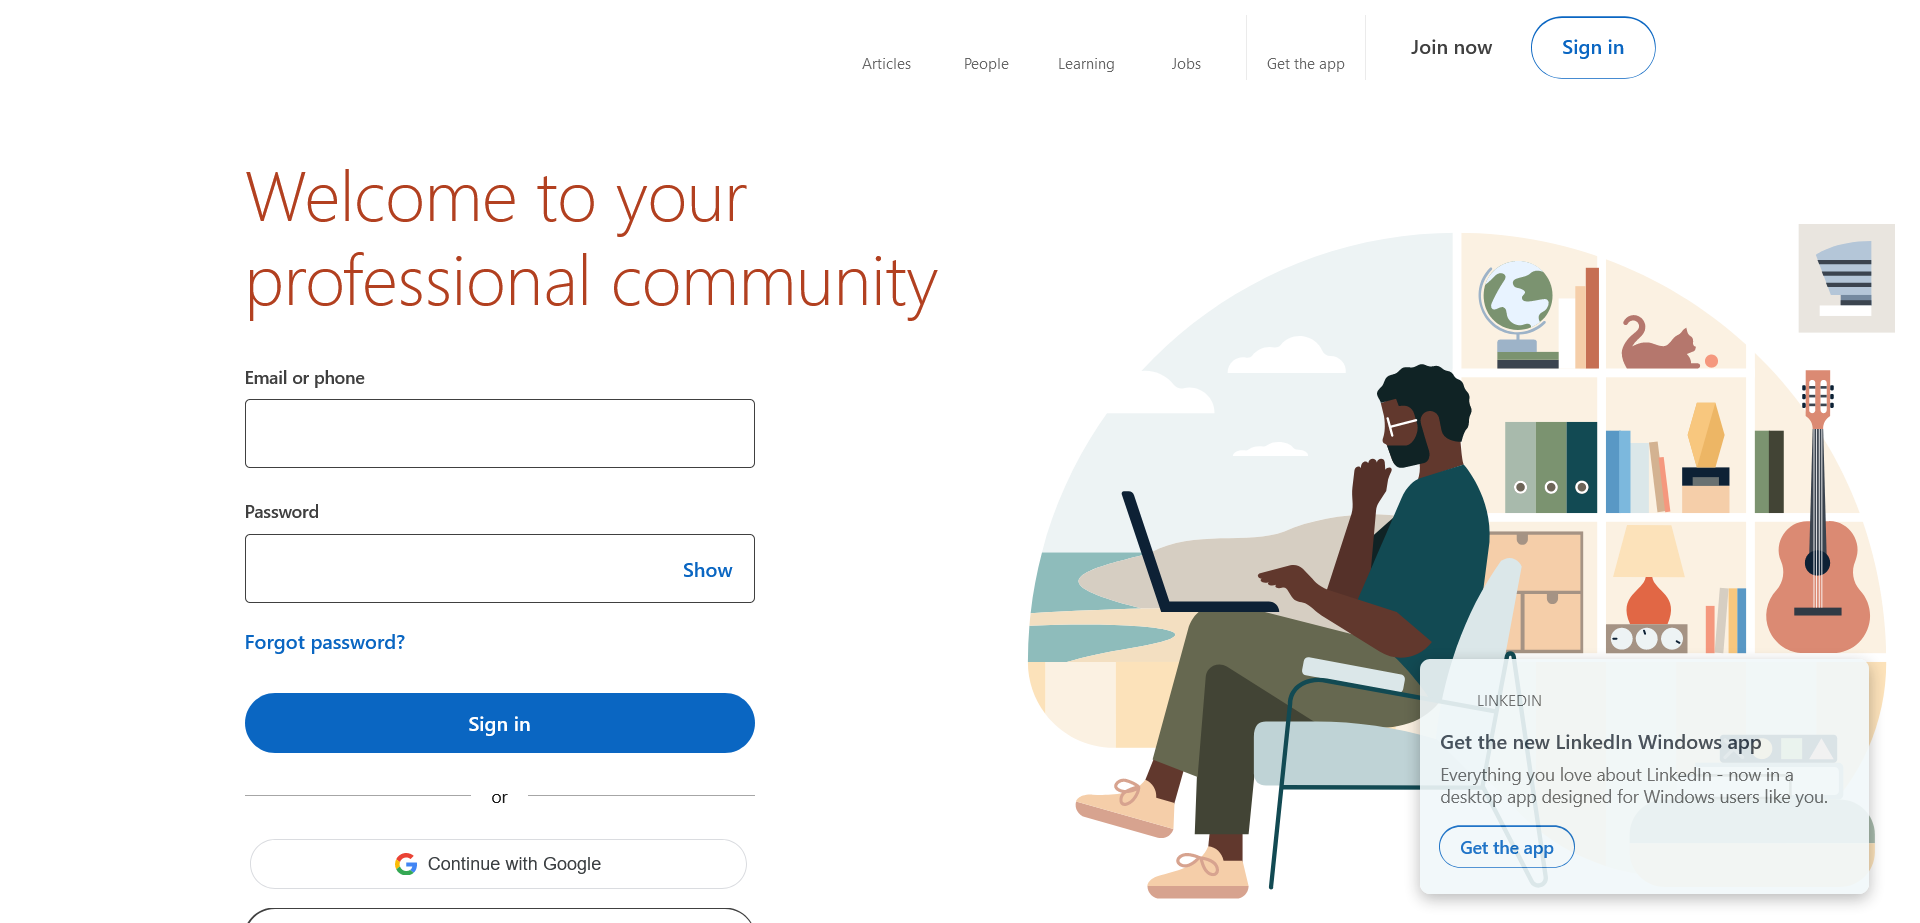 Articles
People
Learning
Jobs
Get the app
Join now
Sign in
Welcome to your
professional community
Email or phone
Password
Show
Forgot password?
Sign in
or
Continue with Google
LINKEDIN
Get the new LinkedIn Windows app
Everything you love about LinkedIn - now in a
desktop app designed for Windows users like you.
Get the app